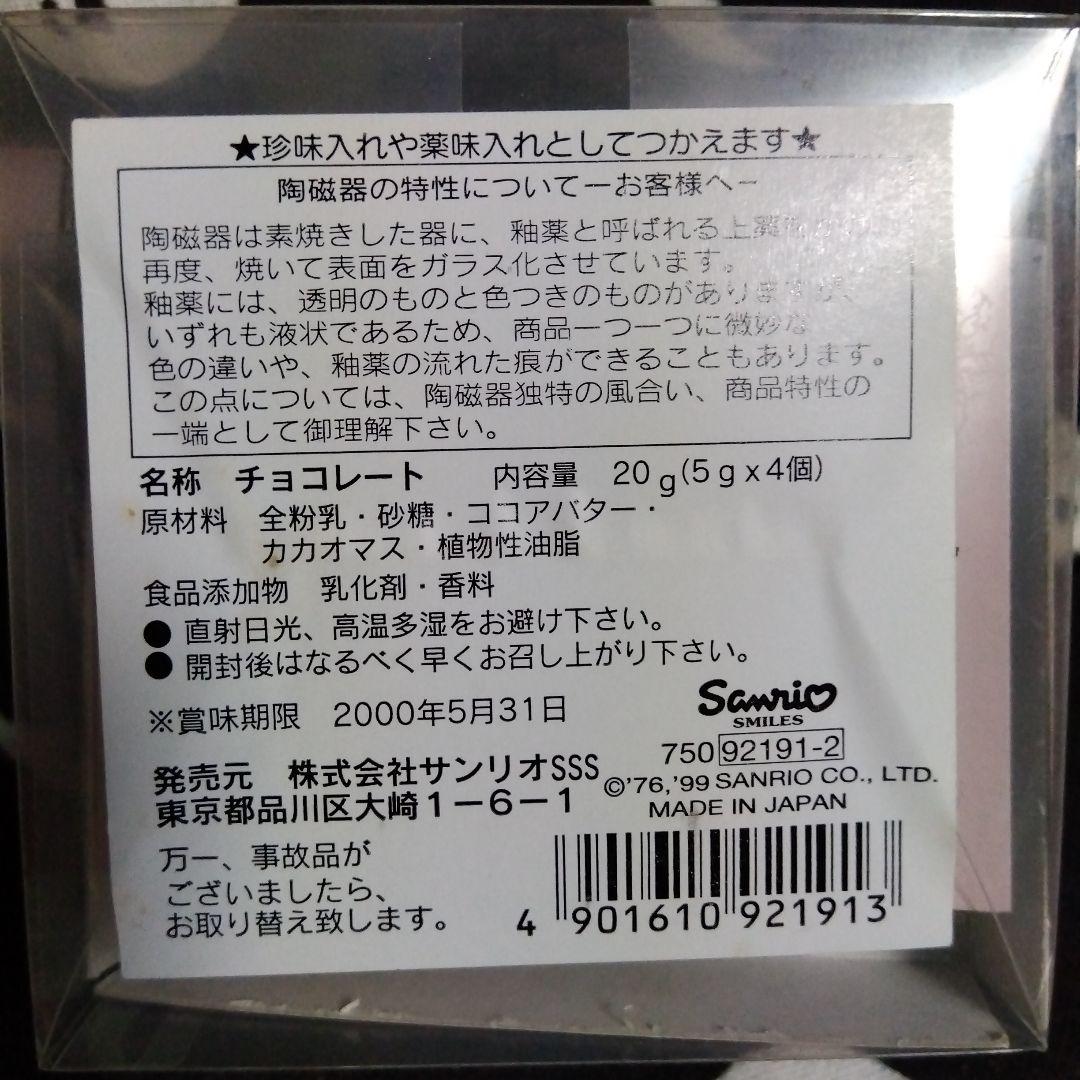 ★珍味入れや薬味入れとしてつかえます★
陶磁器の特性についてーお客様へー
陶磁器は素焼きした器に、釉薬と呼ばれる上薬
再度、焼いて表面をガラス化させています。
釉薬には、透明のものと色つきのものがありますが、
いずれも液状であるため、商品一つ一つに微妙な
色の違いや、釉薬の流れた痕ができることもあります。
この点については、陶磁器独特の風合い、商品特性の
一端として御理解下さい。
名称 チョコレート 内容量 20g(5gx4個)
原材料 全粉乳・砂糖・ココアバター・
カカオマス・植物性油脂
食品添加物 乳化剤・香料
● 直射日光、高温多湿をお避け下さい。
● 開封後はなるべく早くお召し上がり下さい。
※賞味期限 2000年5月31日
Sanrio
SMILES
750 92191-2
発売元 株式会社サンリオSSS
©'76,'99 SANRIO CO., LTD.
東京都品川区大崎1－6－1
MADE IN JAPAN
万一、事故品が
ございましたら、
お取り替え致します。
4 901610 921913